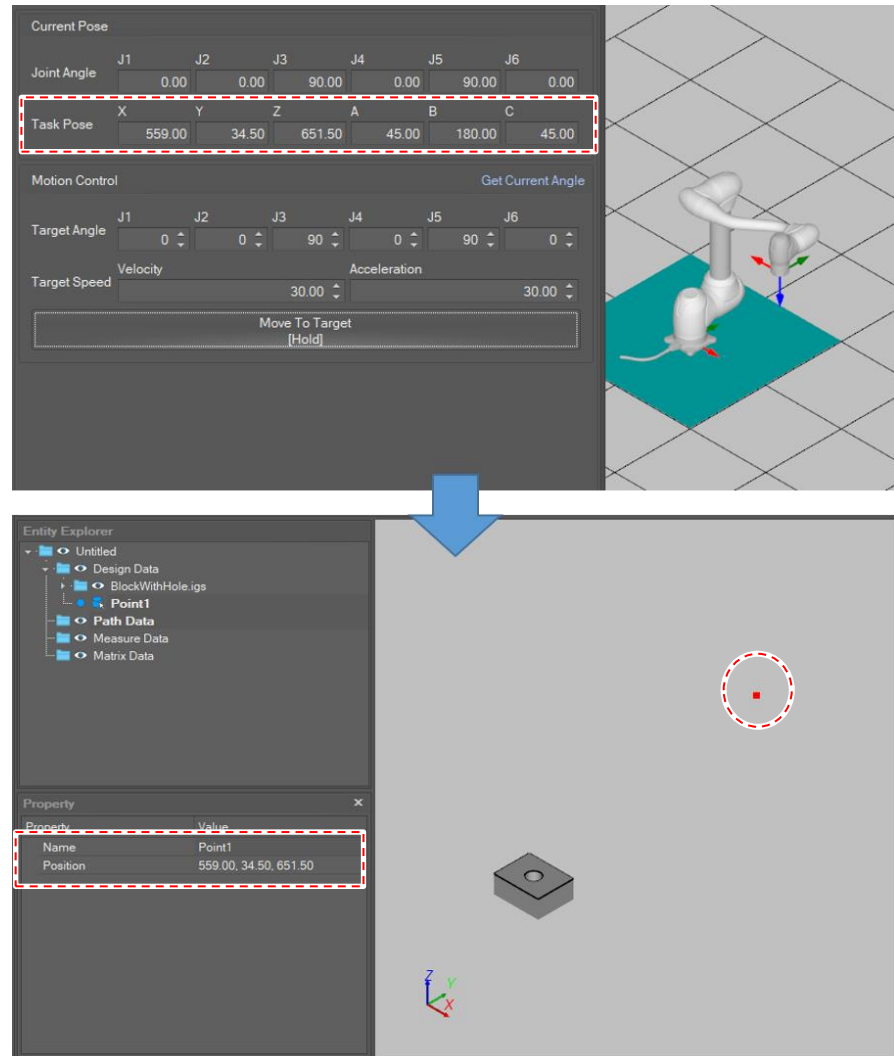 Current Pose
J1 J2 J3 J4 J5 J6
Joint Angle 0.00 0.00 90.00 0.00 90.00 0.00
X Y Z A B C
Task Pose 559.00 34.50 651.50 45.00 180.00 45.00
Motion Control Get Current Angle
J1 J2 J3 J4 J5 J6
Target Angle 0 0 90 0 90 0
Velocity Acceleration
Target Speed 30.00 30.00
Move To Target
[Hold]
Entity Explorer
Untitled
Design Data
BlockWithHole.igs
Point1
Path Data
Measure Data
Matrix Data
Property ×
Property Value
Name Point1
Position 559.00, 34.50, 651.50
Z
Y
X